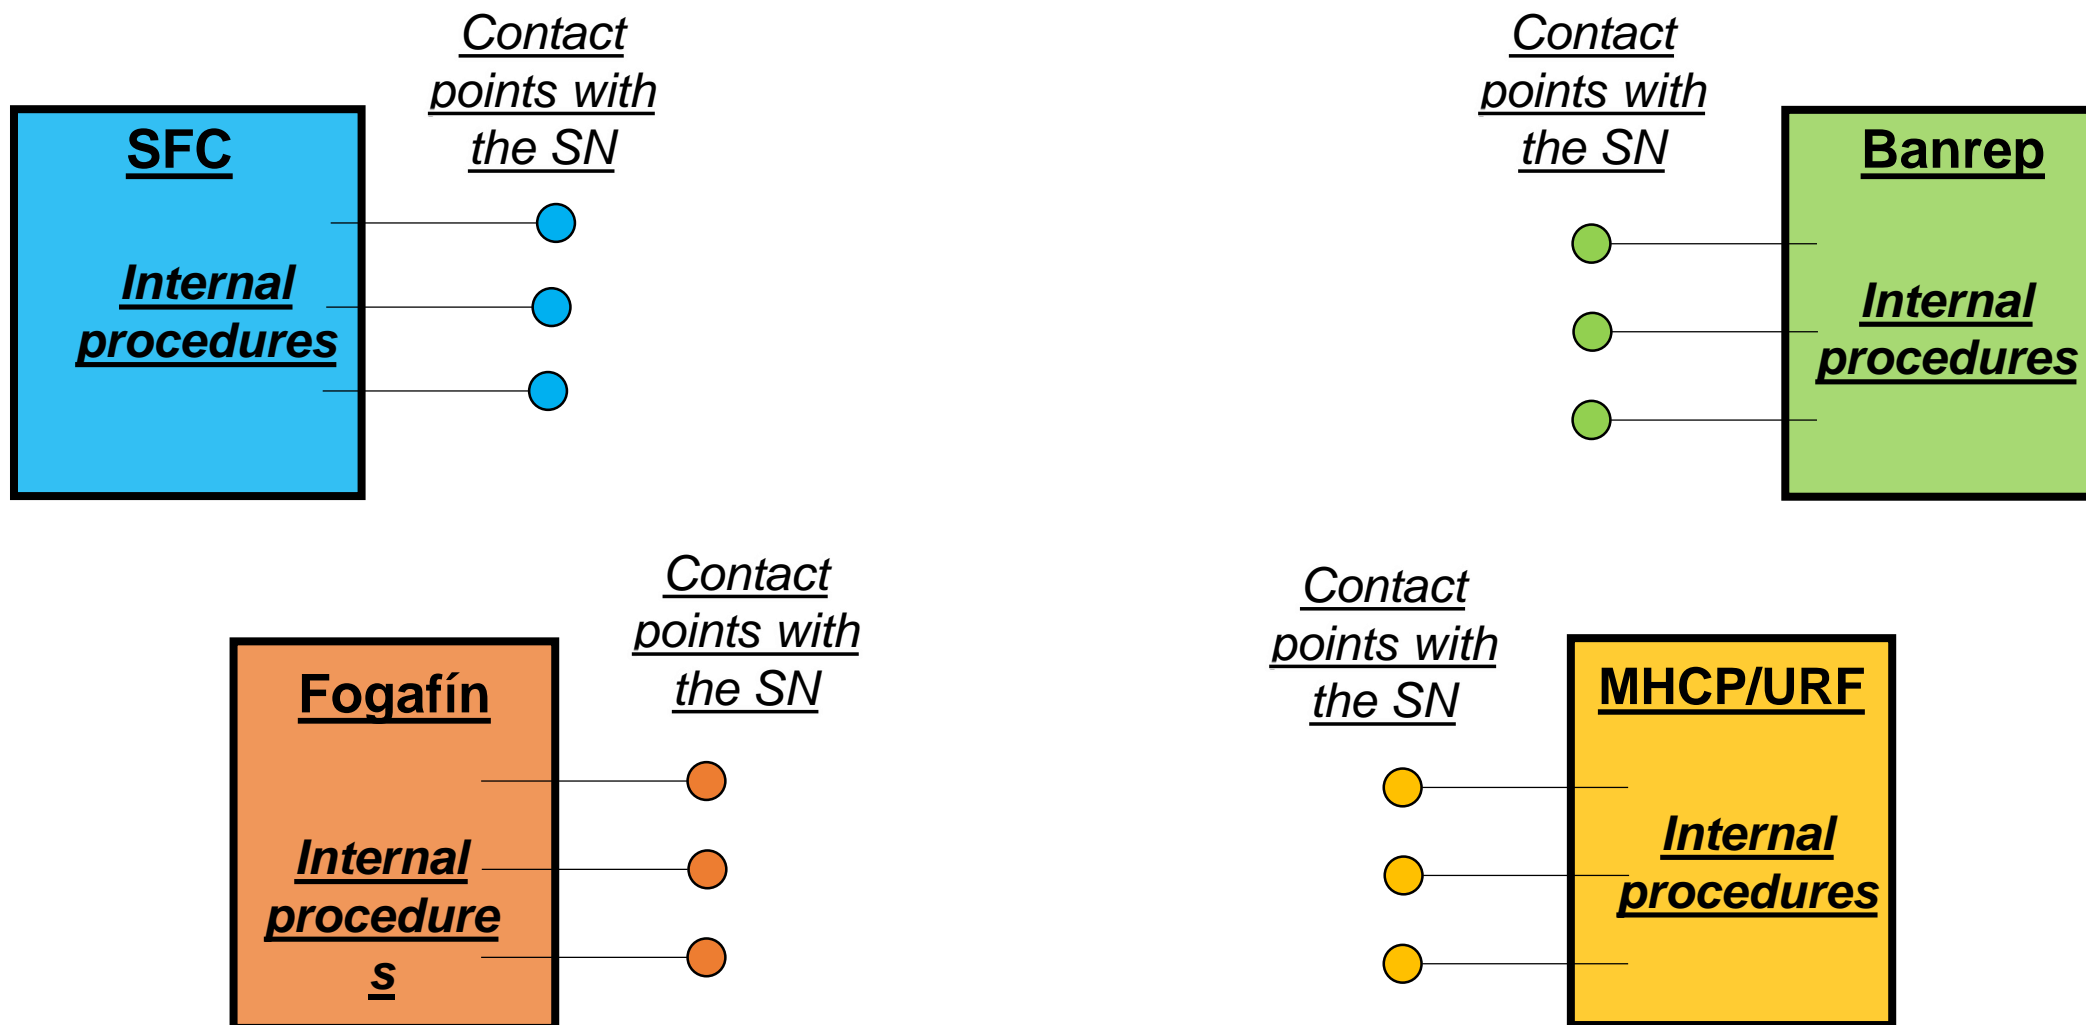 Contact
points with
the SN
SFC
Internal
procedures
Contact
points with
the SN
Banrep
Internal
procedures
Contact
points with
the SN
Fogafín
Internal
procedure
s
Contact
points with
the SN
MHCP/URF
Internal
procedures